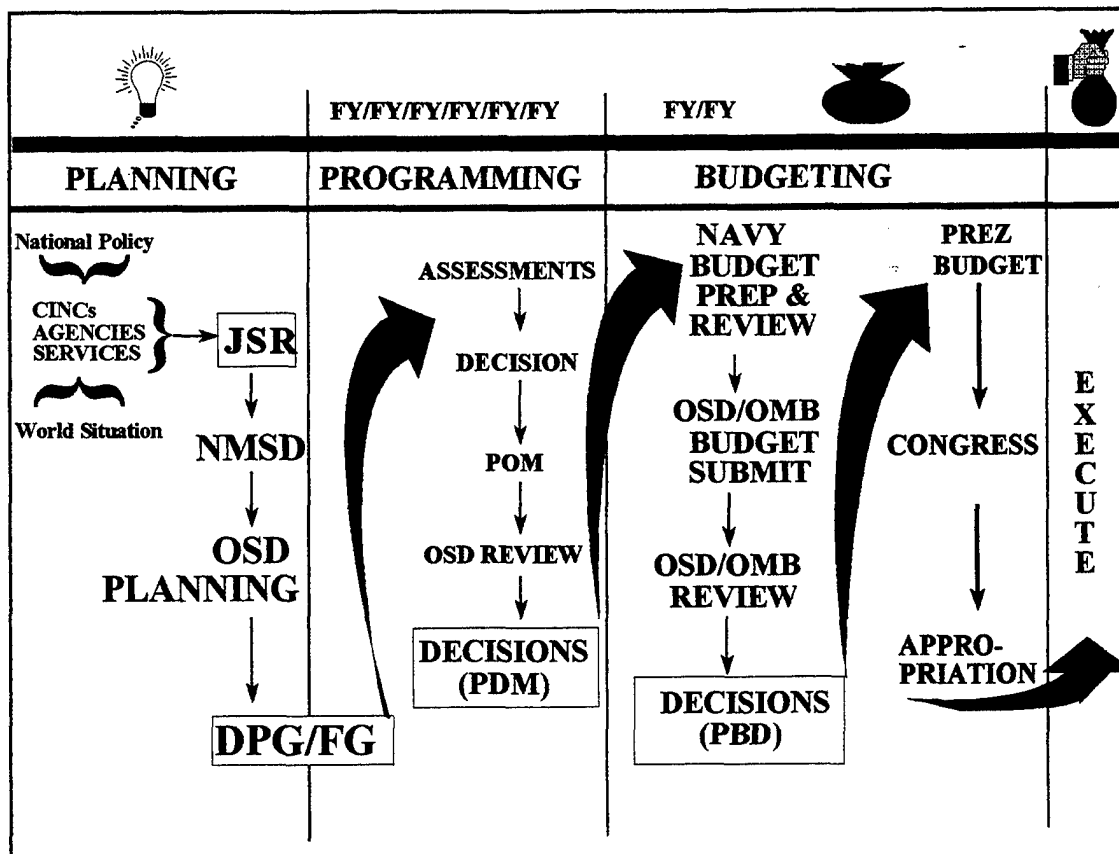 FY/FY/FY/FY/FY/FY
FY/FY
PLANNING
PROGRAMMING
BUDGETING
National Policy
CINCs
AGENCIES
SERVICES
World Situation
JSR
NMSD
OSD
PLANNING
DPG/FG
ASSESSMENTS
DECISION
POM
OSD REVIEW
DECISIONS
(PDM)
NAVY
BUDGET
PREP &
REVIEW
OSD/OMB
BUDGET
SUBMIT
OSD/OMB
REVIEW
DECISIONS
(PBD)
PREZ
BUDGET
CONGRESS
APPRO-
PRIATION
EXECUTE